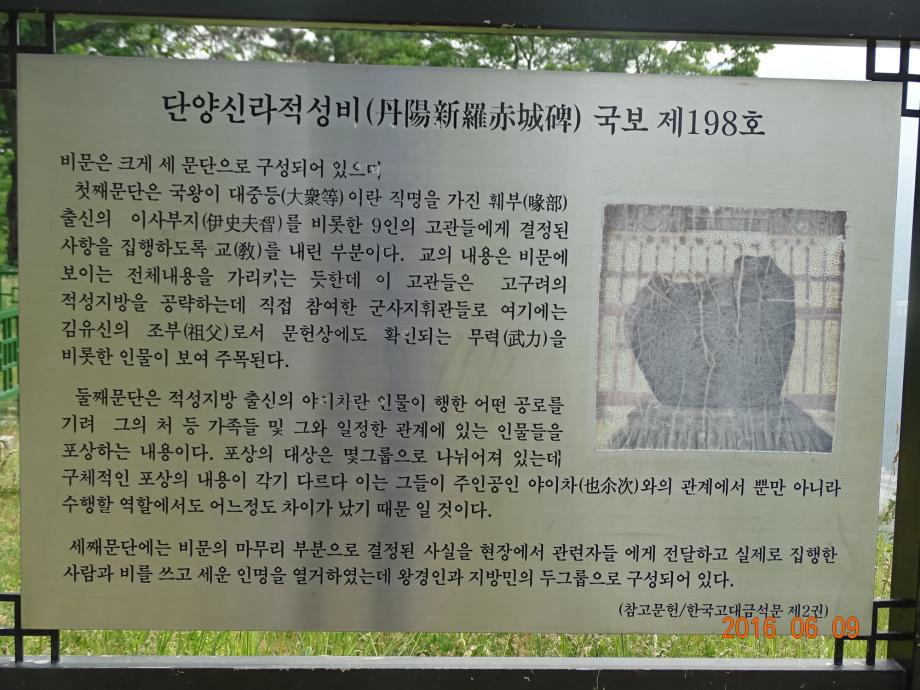 단양신라적성비(丹陽新羅赤城碑) 국보 제198호
비문은 크게 세 문단으로 구성되어 있으며
첫째문단은 국왕이 대중등(大衆等)이란 직명을 가진 훼부(喙部)
출신의 이사부지(伊史夫智)를 비롯한 9인의 고관들에게 결정된
사항을 집행하도록 교(敎)를 내린 부분이다. 교의 내용은 비문에
보이는 전체내용을 가리키는 듯한데 이 고관들은 고구려의
적성지방을 공략하는데 직접 참여한 군사지휘관들로 여기에는
김유신의 조부(祖父)로서 문헌상에도 확인되는 무력(武力)을
비롯한 인물이 보여 주목된다.
둘째문단은 적성지방 출신의 야이차란 인물이 행한 어떤 공로를
기려 그의 처 등 가족들 및 그와 일정한 관계에 있는 인물들을
포상하는 내용이다. 포상의 대상은 몇그룹으로 나뉘어져 있는데
구체적인 포상의 내용이 각기 다르다 이는 그들이 주인공인 야이차(也尒次)와의 관계에서 뿐만 아니라
수행할 역할에서도 어느정도 차이가 났기 때문 일 것이다.
세째문단에는 비문의 마무리 부분으로 결정된 사실을 현장에서 관련자들 에게 전달하고 실제로 집행한
사람과 비를 쓰고 세운 인명을 열거하였는데 왕경인과 지방민의 두그룹으로 구성되어 있다.
(참고문헌/한국고대금석문 제2권)
2016 06 09